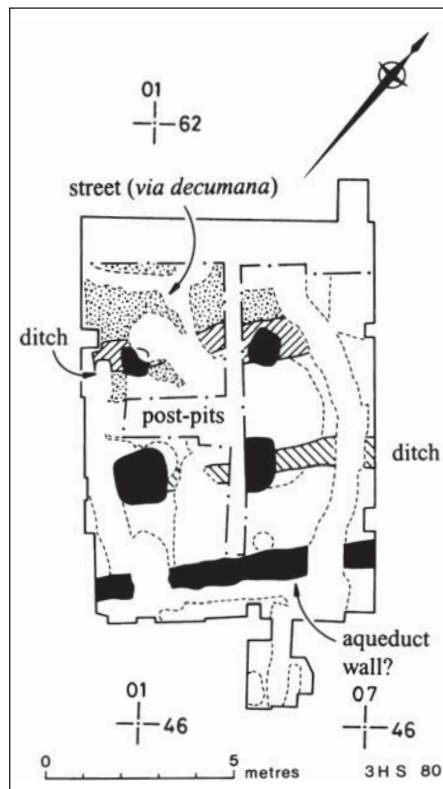 01
62
street (via decumana)
ditch
post-pits
ditch
aqueduct
wall?
01
46
07
46
0 5
metres
3H S 80